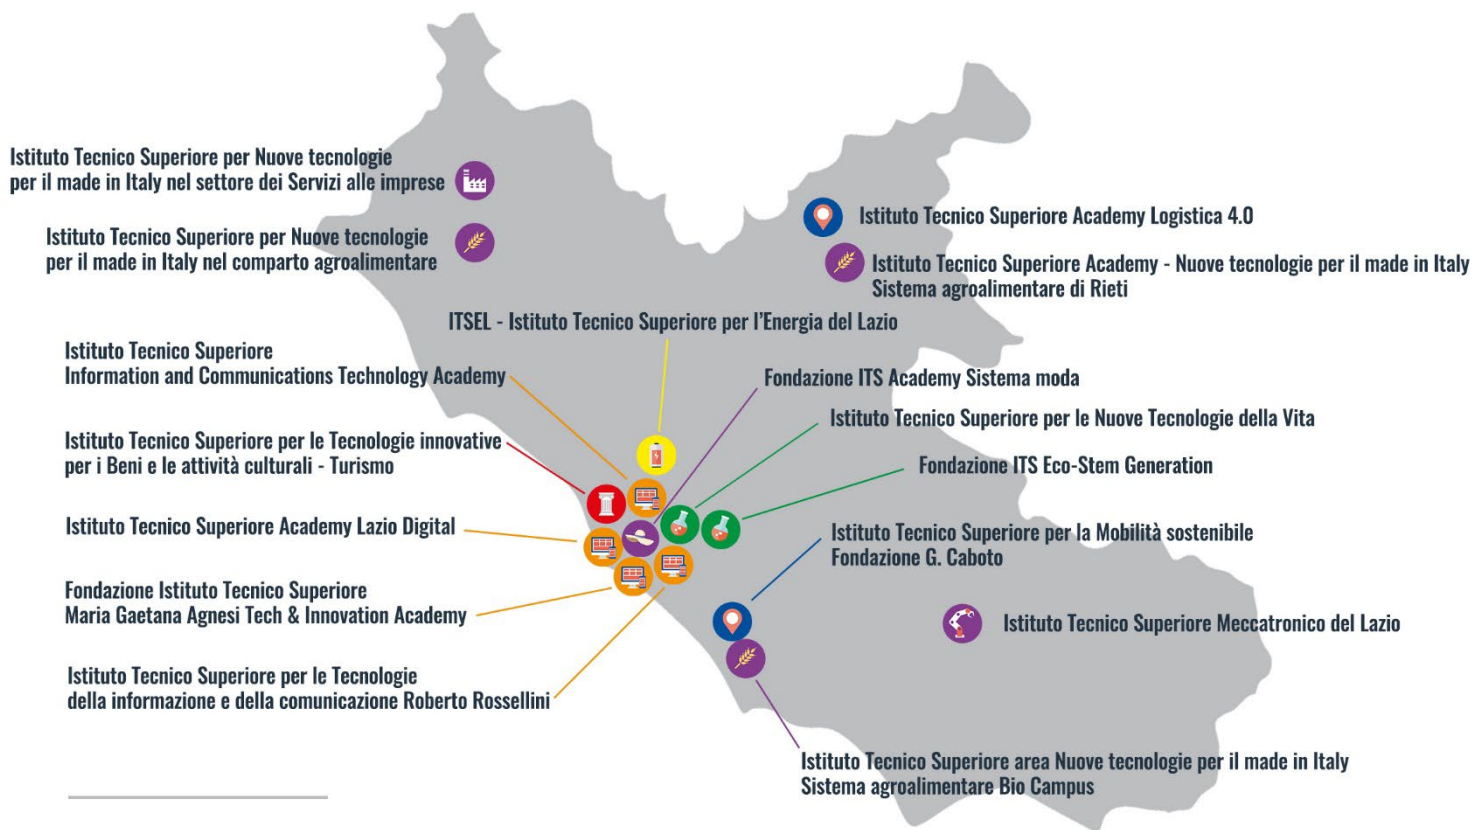 Istituto Tecnico Superiore per Nuove tecnologie
per il made in Italy nel settore dei Servizi alle imprese
Istituto Tecnico Superiore per Nuove tecnologie
per il made in Italy nel comparto agroalimentare
Istituto Tecnico Superiore Academy Logistica 4.0
Istituto Tecnico Superiore Academy - Nuove tecnologie per il made in Italy
Sistema agroalimentare di Rieti
ITSEL - Istituto Tecnico Superiore per l'Energia del Lazio
Istituto Tecnico Superiore
Information and Communications Technology Academy
Fondazione ITS Academy Sistema moda
Istituto Tecnico Superiore per le Nuove Tecnologie della Vita
Istituto Tecnico Superiore per le Tecnologie innovative
per i Beni e le attività culturali - Turismo
Fondazione ITS Eco-Stem Generation
Istituto Tecnico Superiore Academy Lazio Digital
Istituto Tecnico Superiore per la Mobilità sostenibile
Fondazione G. Caboto
Fondazione Istituto Tecnico Superiore
Maria Gaetana Agnesi Tech & Innovation Academy
Istituto Tecnico Superiore Meccatronico del Lazio
Istituto Tecnico Superiore per le Tecnologie
della informazione e della comunicazione Roberto Rossellini
Istituto Tecnico Superiore area Nuove tecnologie per il made in Italy
Sistema agroalimentare Bio Campus